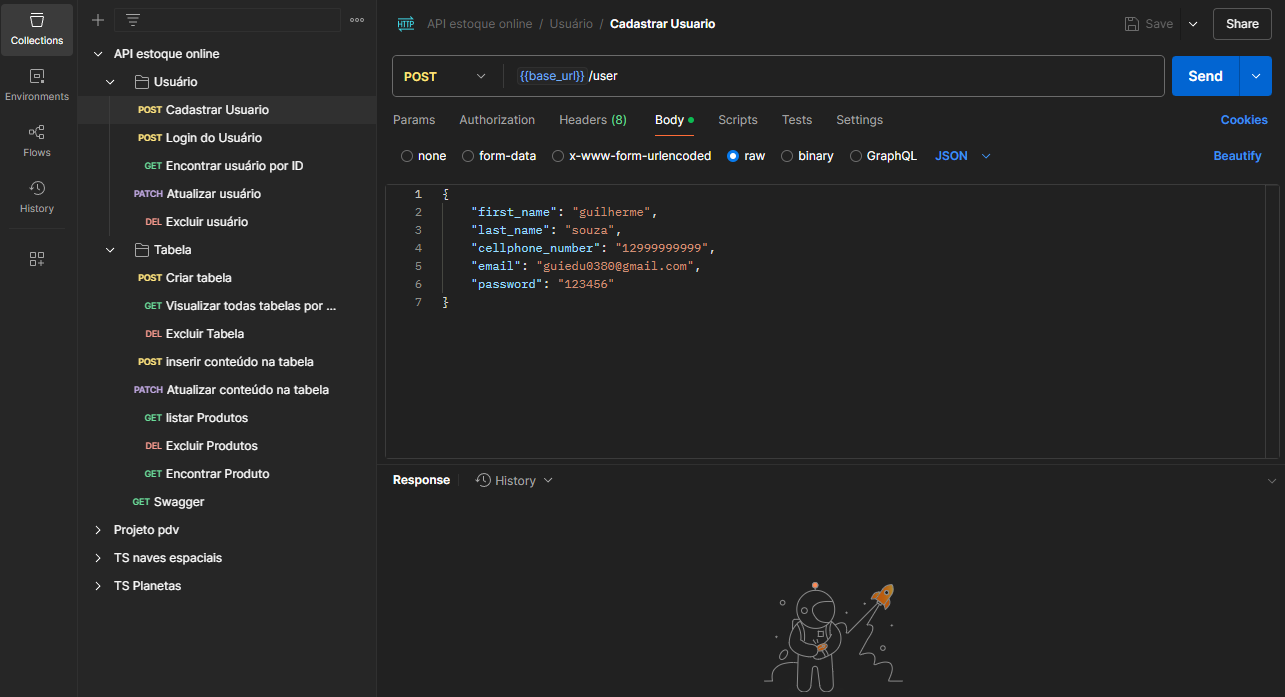 Collections
Environments
Flows
History
API estoque online
Usuário
POST Cadastrar Usuario
POST Login do Usuário
GET Encontrar usuário por ID
PATCH Atualizar usuário
DEL Excluir usuário
Tabela
POST Criar tabela
GET Visualizar todas tabelas por ...
DEL Excluir Tabela
POST inserir conteúdo na tabela
PATCH Atualizar conteúdo na tabela
GET listar Produtos
DEL Excluir Produtos
GET Encontrar Produto
GET Swagger
Projeto pdv
TS naves espaciais
TS Planetas
HTTP API estoque online / Usuário / Cadastrar Usuario
Save Share
POST {{base_url}} /user Send
Params Authorization Headers (8) Body Scripts Tests Settings Cookies
none form-data x-www-form-urlencoded raw binary GraphQL JSON Beautify
1 {
2 "first_name": "guilherme",
3 "last_name": "souza",
4 "cellphone_number": "12999999999",
5 "email": "guiedu0380@gmail.com",
6 "password": "123456"
7 }
Response History